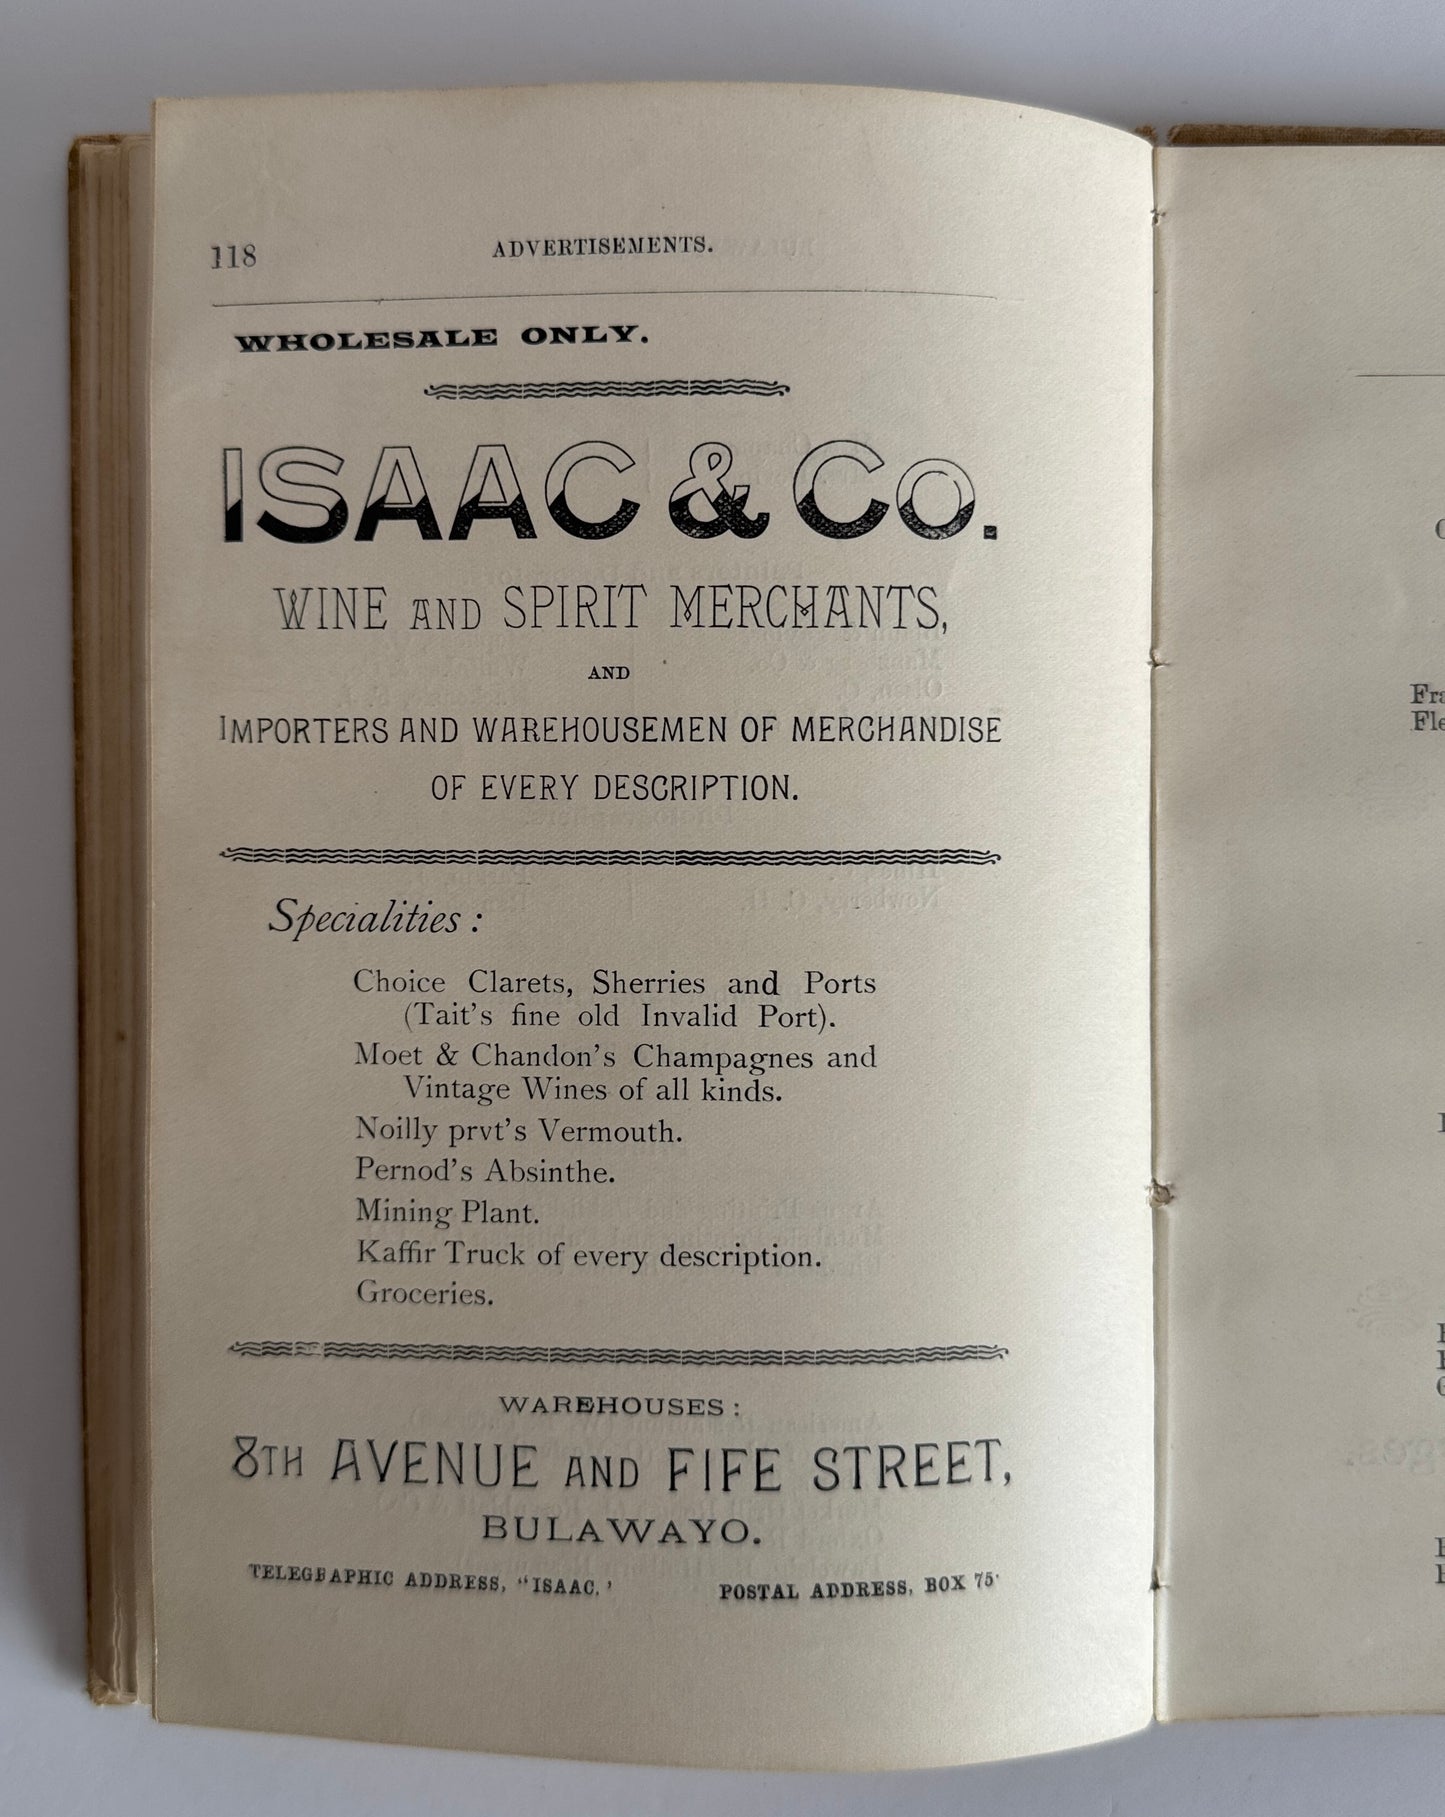 118 ADVERTISEMENTS.
WHOLESALE ONLY.
ISAAC & Co.
WINE AND SPIRIT MERCHANTS,
AND
IMPORTERS AND WAREHOUSEMEN OF MERCHANDISE
OF EVERY DESCRIPTION.
Specialities :
Choice Clarets, Sherries and Ports
(Tait's fine old Invalid Port).
Moet & Chandon's Champagnes and
Vintage Wines of all kinds.
Noilly prvt's Vermouth.
Pernod's Absinthe.
Mining Plant.
Kaffir Truck of every description.
Groceries.
WAREHOUSES :
8TH AVENUE AND FIFE STREET,
BULAWAYO.
TELEGRAPHIC ADDRESS, "ISAAC.' POSTAL ADDRESS, BOX 75.
Fra
Fle